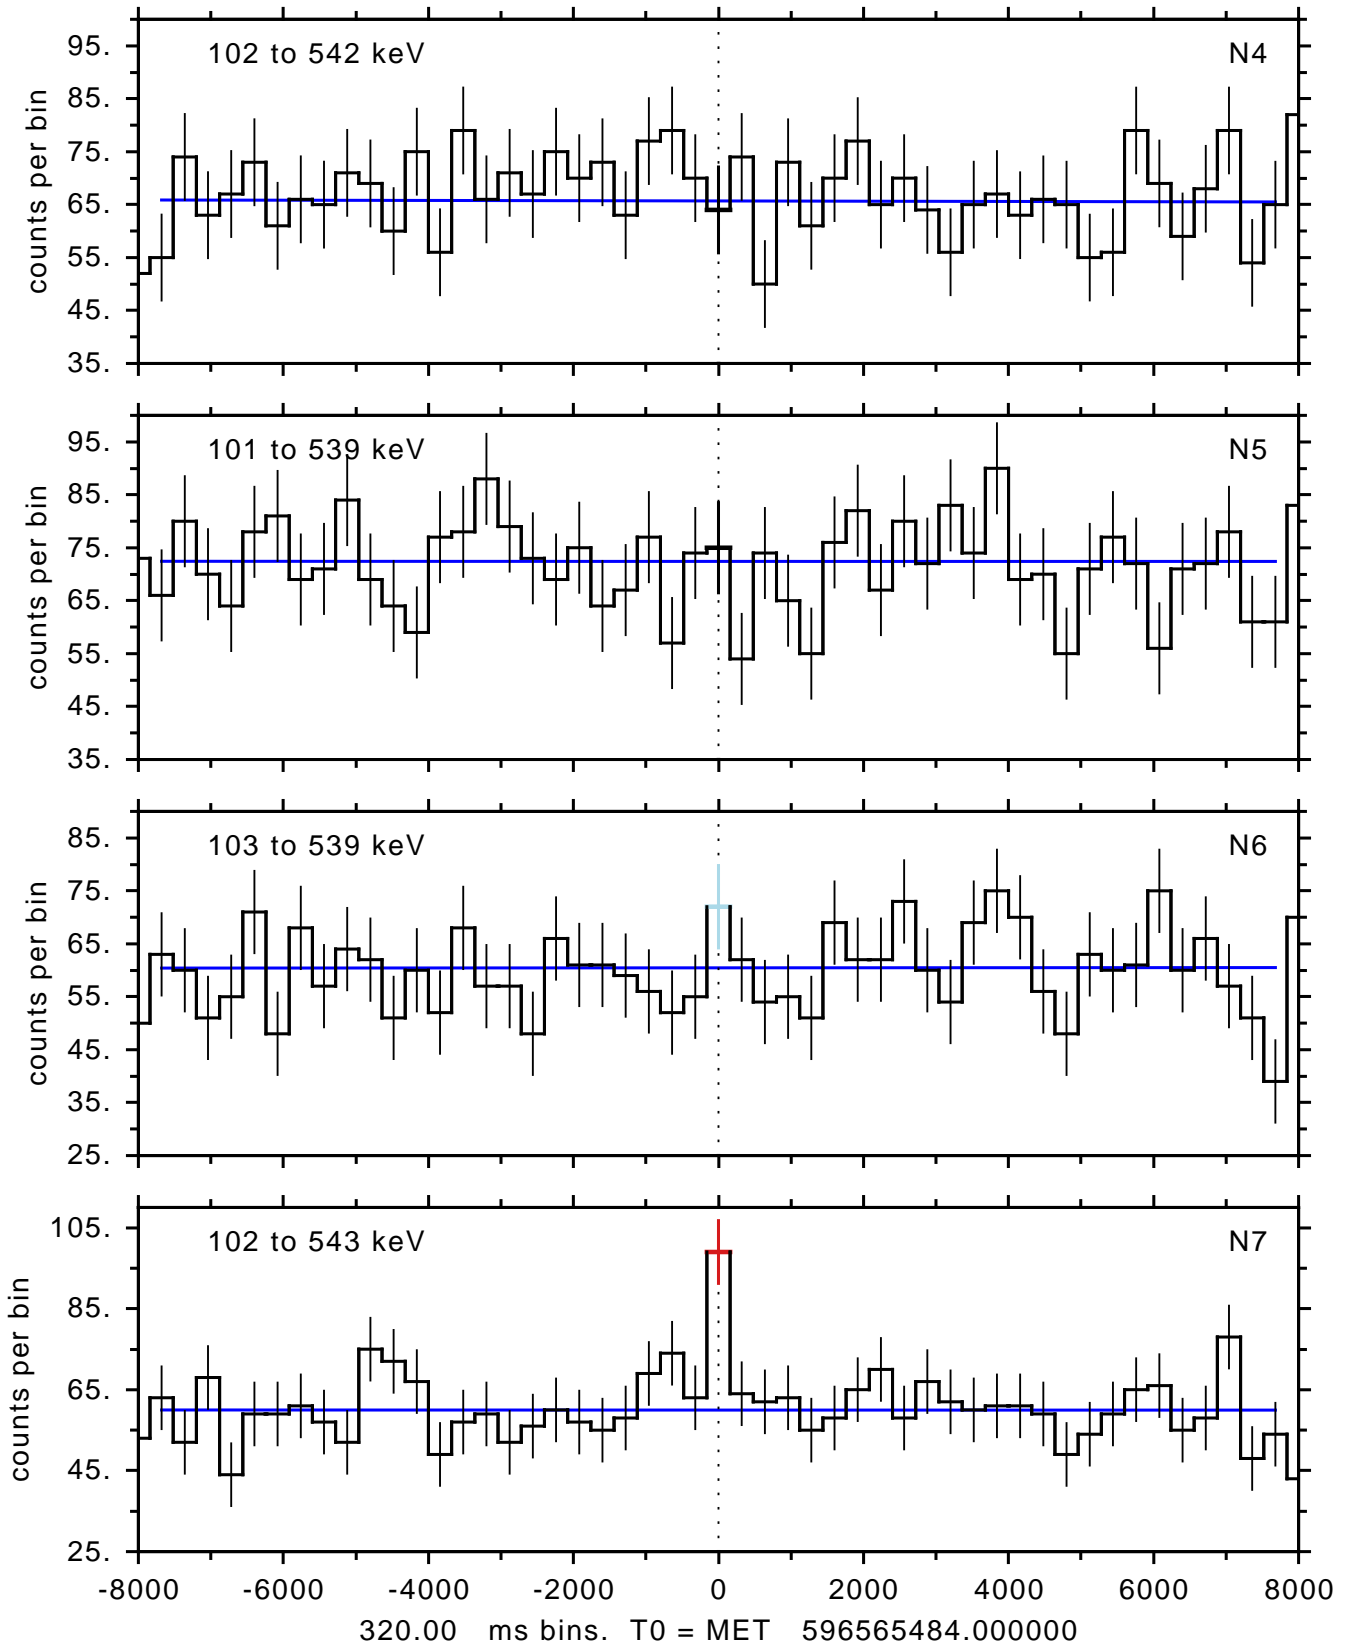 102 to 542 keV N4
95.
85.
75.
65.
55.
45.
35.
counts per bin
101 to 539 keV N5
95.
85.
75.
65.
55.
45.
35.
counts per bin
103 to 539 keV N6
85.
75.
65.
55.
45.
35.
25.
counts per bin
102 to 543 keV N7
105.
85.
65.
45.
25.
counts per bin
-8000 -6000 -4000 -2000 0 2000 4000 6000 8000
320.00 ms bins. T0 = MET 596565484.000000